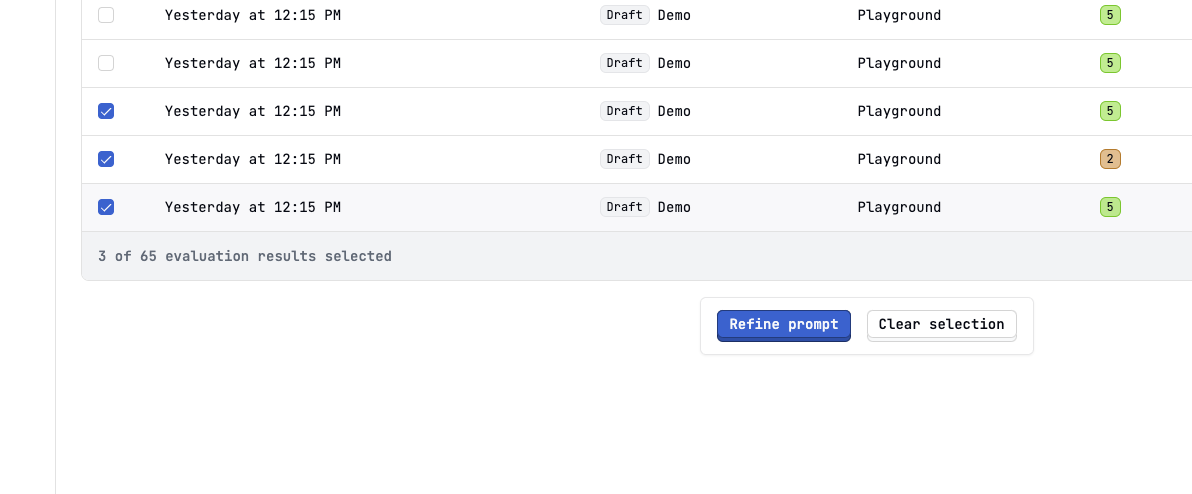 Yesterday at 12:15 PM Draft Demo Playground 5
Yesterday at 12:15 PM Draft Demo Playground 5
Yesterday at 12:15 PM Draft Demo Playground 5
Yesterday at 12:15 PM Draft Demo Playground 2
Yesterday at 12:15 PM Draft Demo Playground 5
3 of 65 evaluation results selected
Refine prompt Clear selection